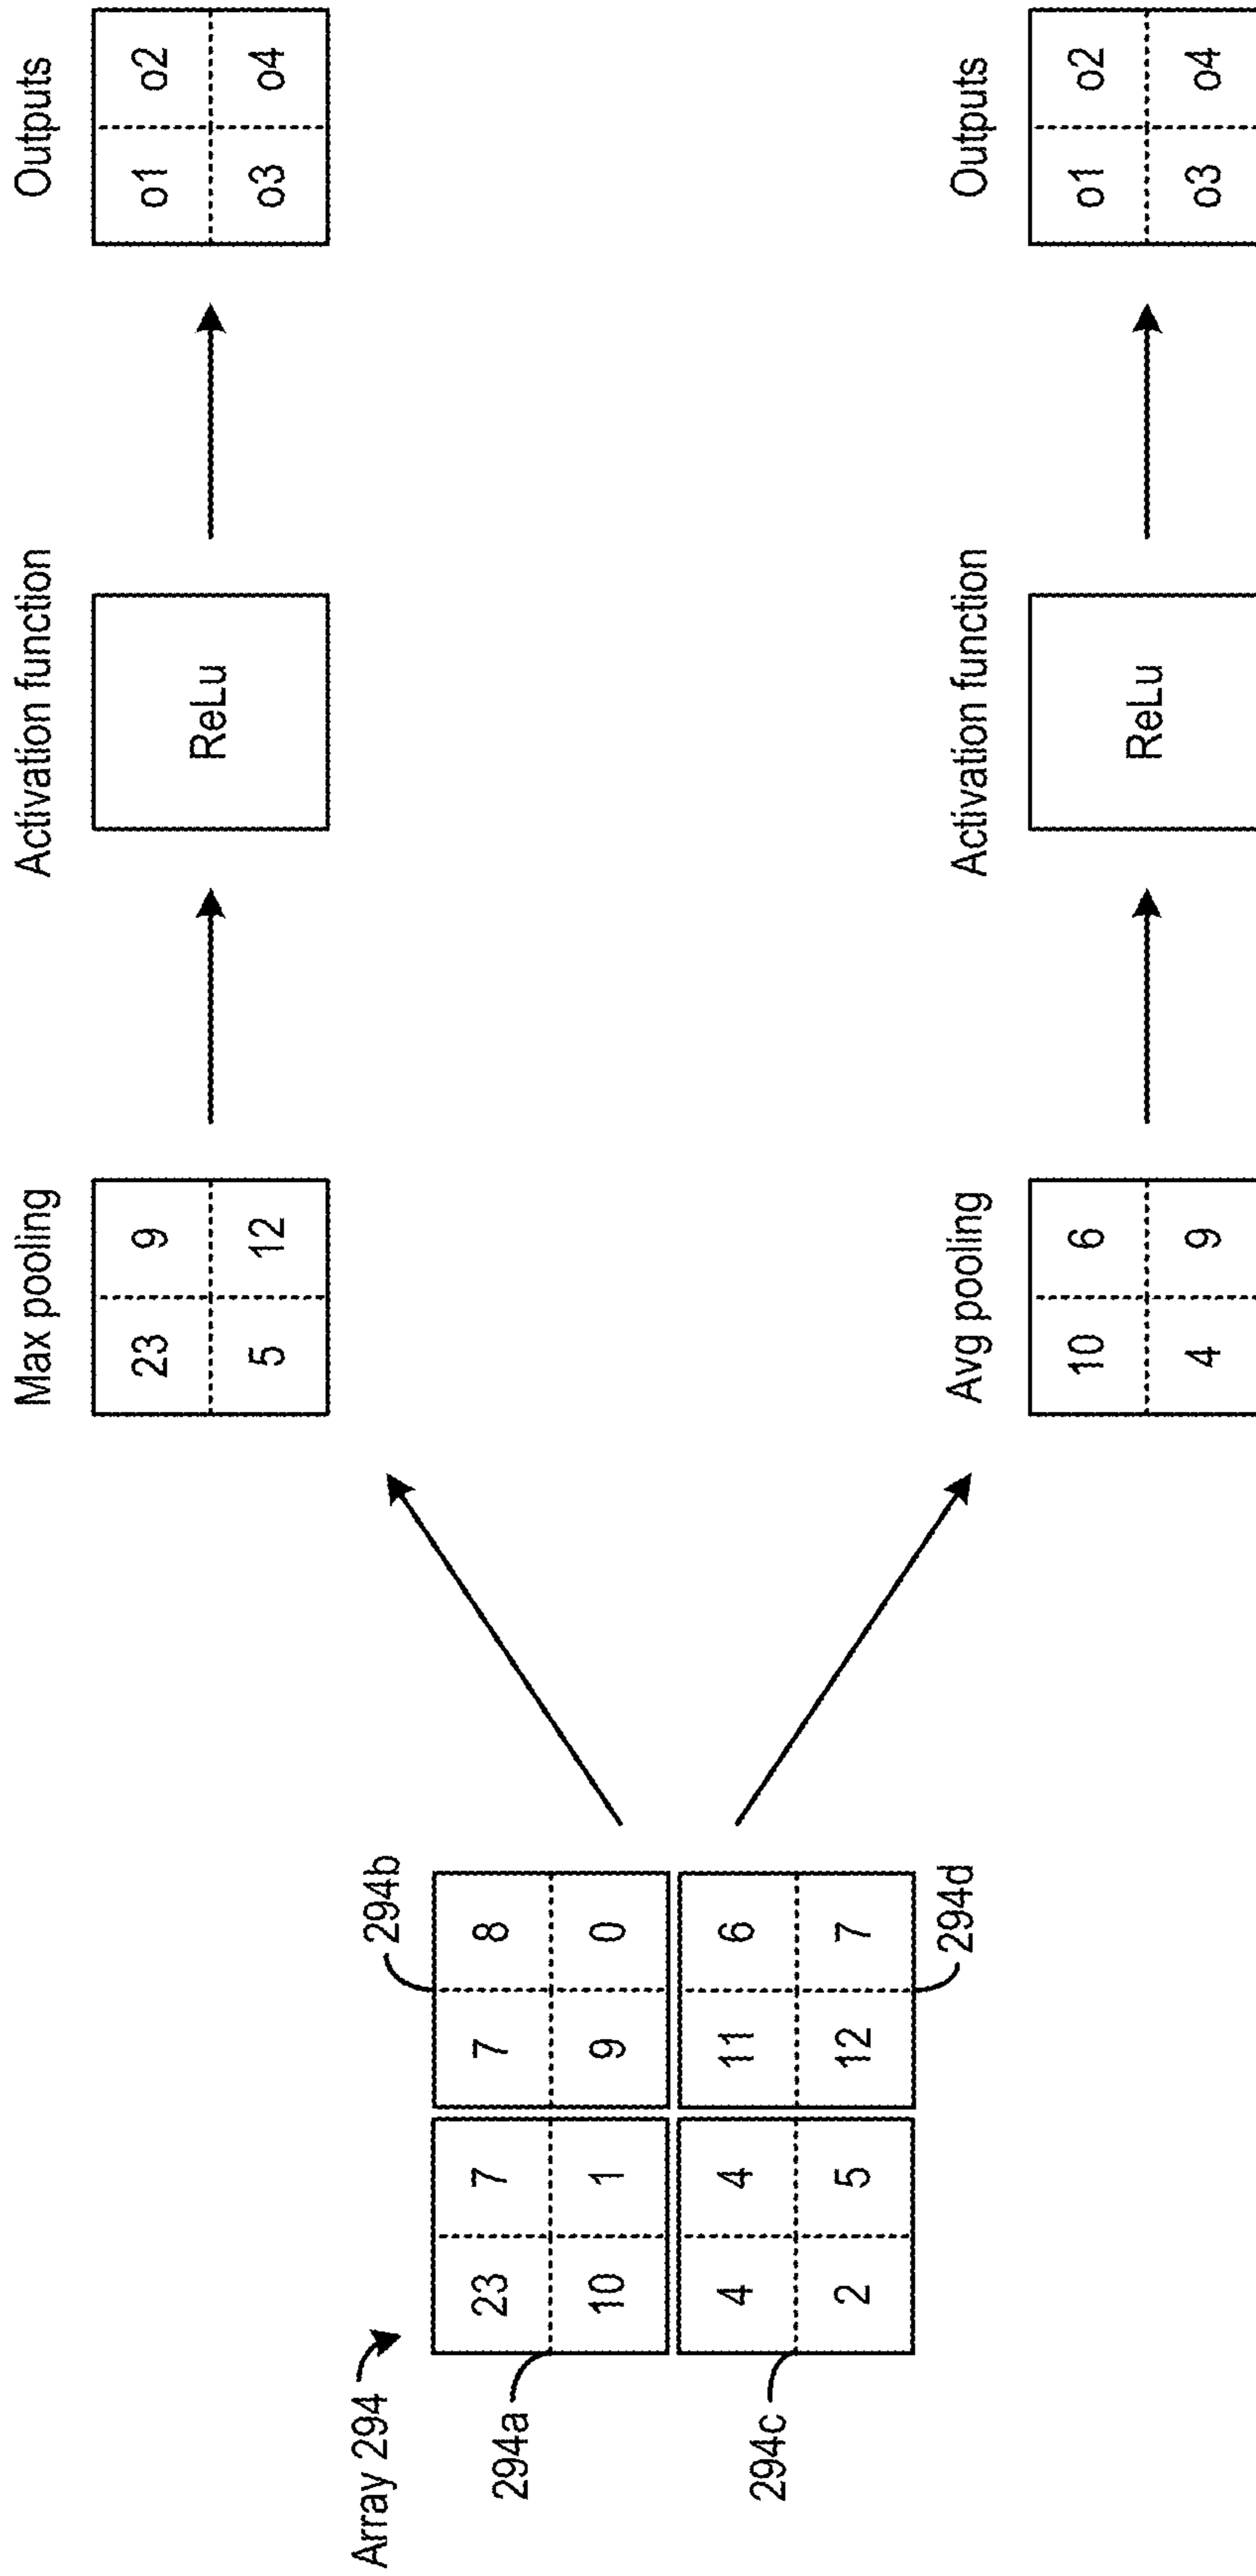 Array 294
294a
294b
23 7 7 8
10 1 9 0
294c
294d
4 4 11 6
2 5 12 7
Max pooling
23 9
5 12
Activation function
ReLu
Outputs
o1 o2
o3 o4
Avg pooling
10 6
4 9
Activation function
ReLu
Outputs
o1 o2
o3 o4